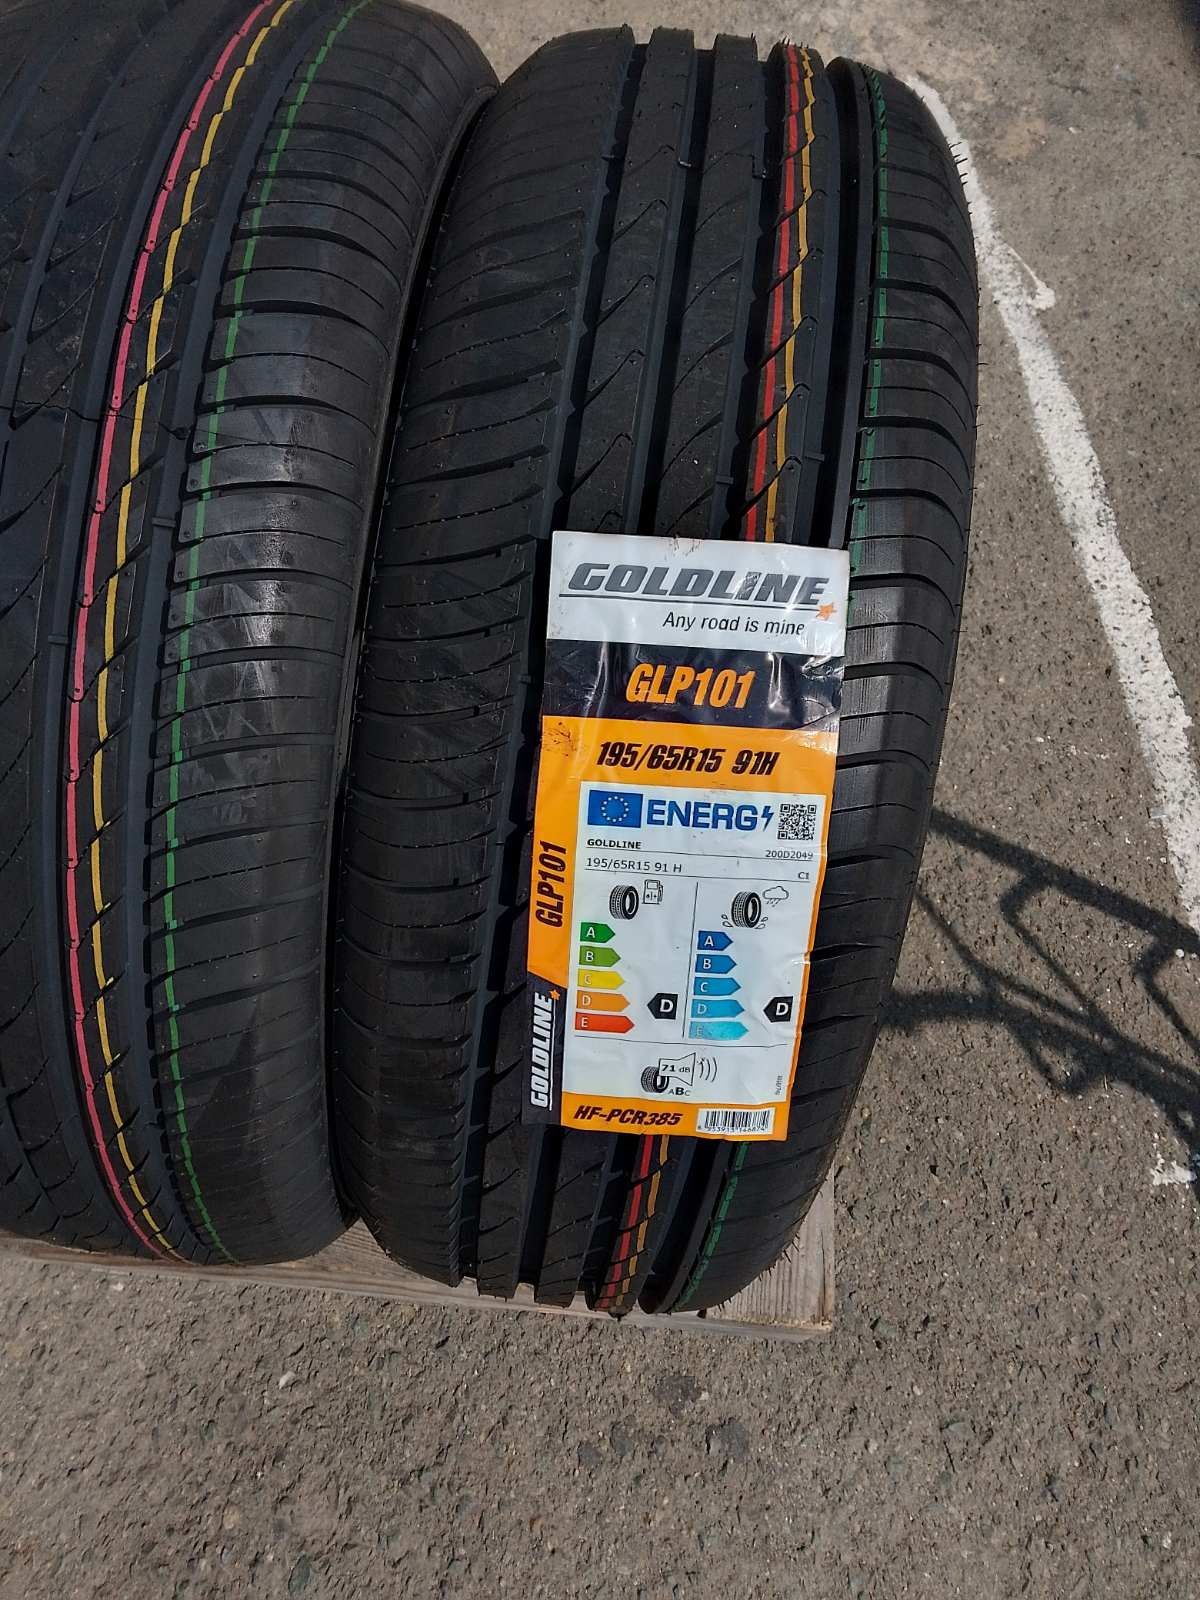 GOLDLINE
Any road is mine
GLP101
195/65R15 91H
ENERG
GOLDLINE
200D2049
195/65R15 91 H
C1
A
B
C
D
E
D
A
B
C
D
E
D
71 dB
ABC
HF-PCR385
GLP101
GOLDLINE